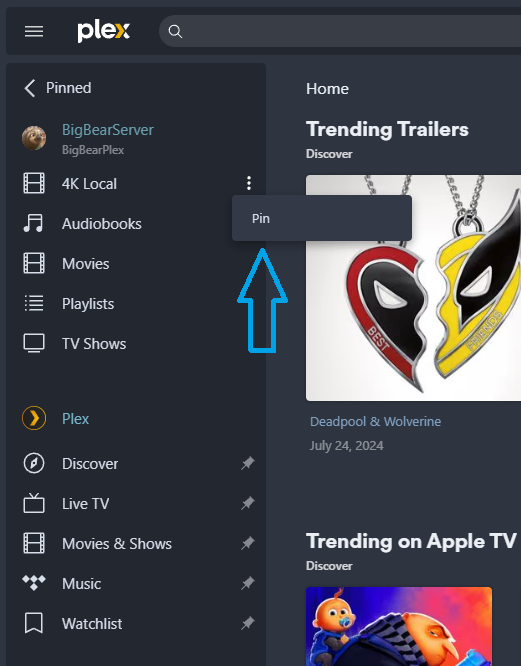 plex
Pinned
BigBearServer
BigBearPlex
4K Local
Audiobooks
Movies
Playlists
TV Shows
Plex
Discover
Live TV
Movies & Shows
Music
Watchlist
Pin
Home
Trending Trailers
Discover
BEST
FRIENDS
Deadpool & Wolverine
July 24, 2024
Trending on Apple TV
Discover